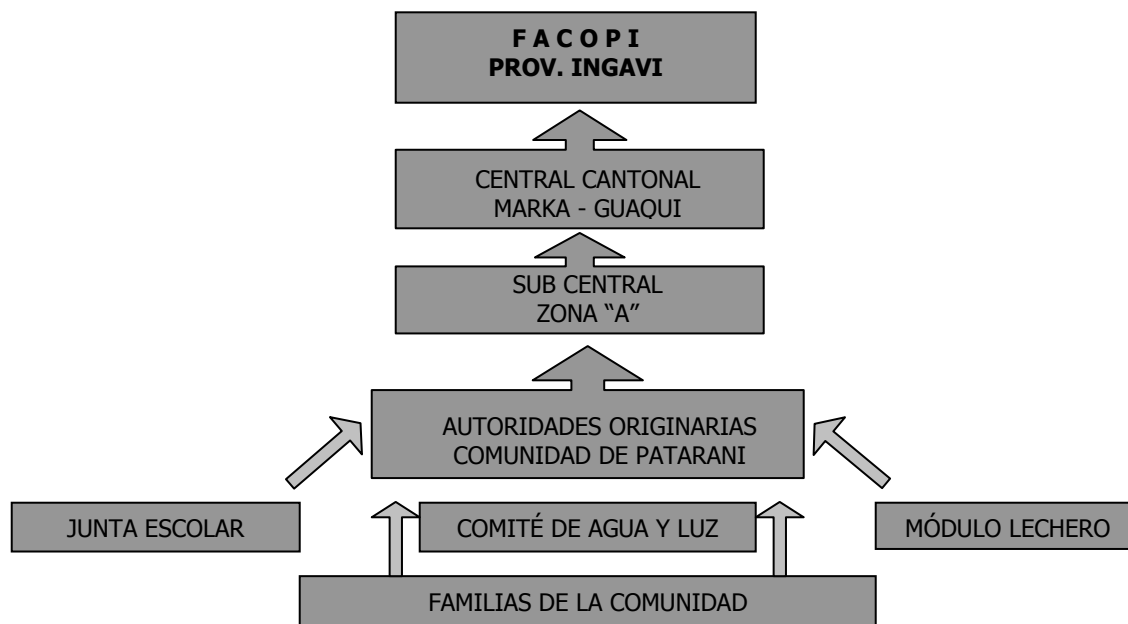 F A C O P I
PROV. INGAVI
CENTRAL CANTONAL
MARKA - GUAQUI
SUB CENTRAL
ZONA “A”
AUTORIDADES ORIGINARIAS
COMUNIDAD DE PATARANI
JUNTA ESCOLAR
COMITÉ DE AGUA Y LUZ
MÓDULO LECHERO
FAMILIAS DE LA COMUNIDAD